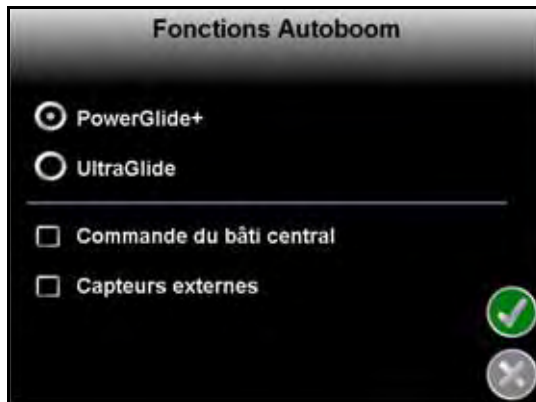 Fonctions Autoboom
PowerGlide+
UltraGlide
Commande du bâti central
Capteurs externes